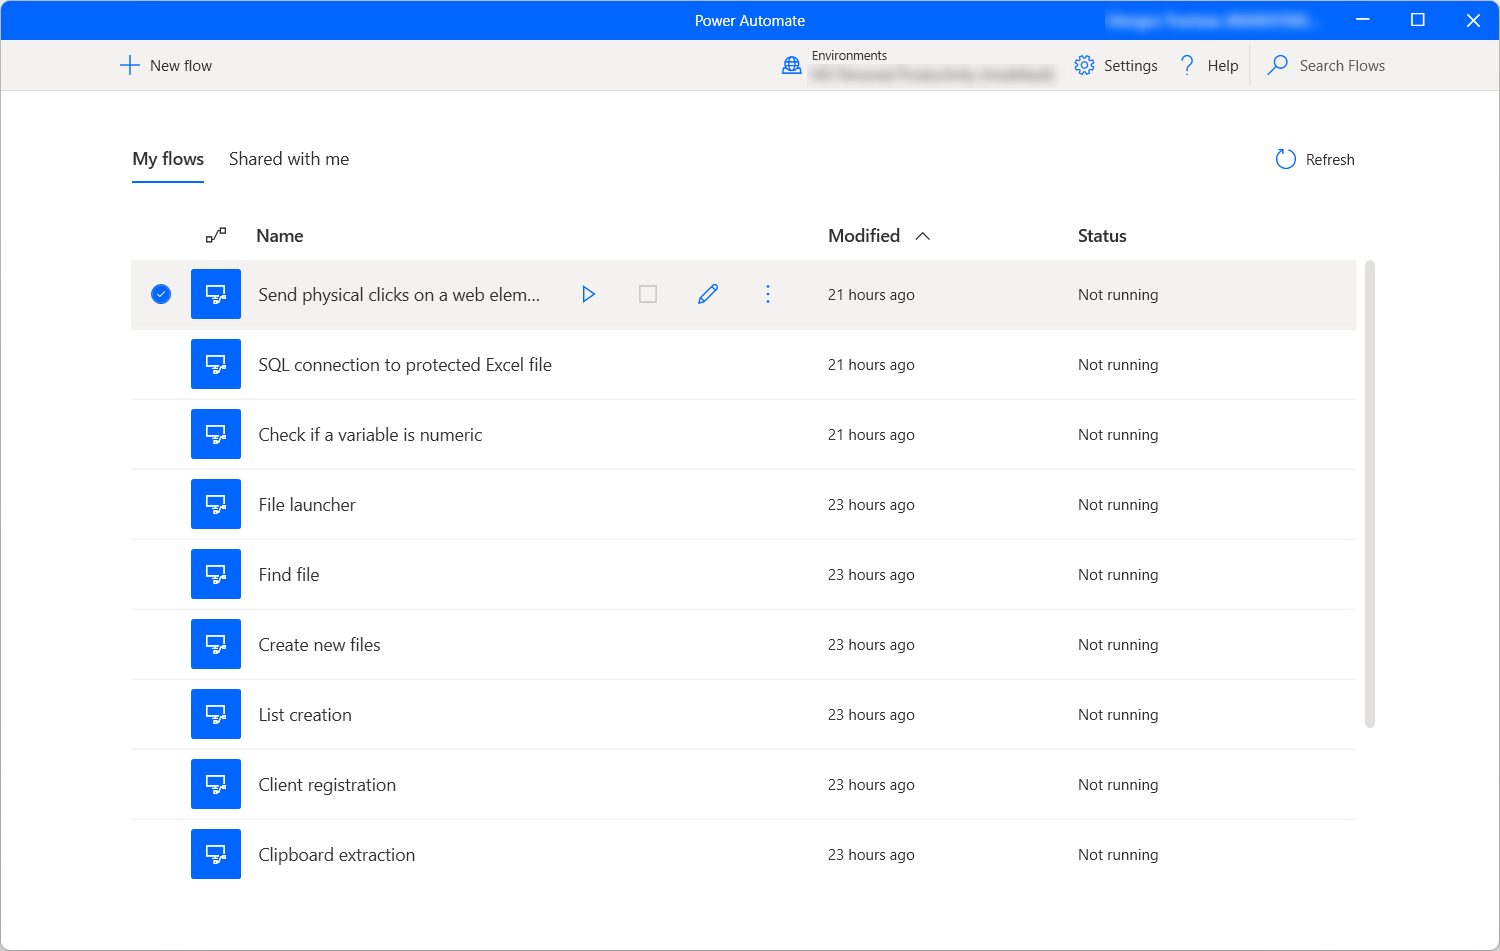 Power Automate
New flow
Environments
Settings
Help
Search Flows
My flows
Shared with me
Refresh
Name
Modified
Status
Send physical clicks on a web elem...
21 hours ago
Not running
SQL connection to protected Excel file
21 hours ago
Not running
Check if a variable is numeric
21 hours ago
Not running
File launcher
23 hours ago
Not running
Find file
23 hours ago
Not running
Create new files
23 hours ago
Not running
List creation
23 hours ago
Not running
Client registration
23 hours ago
Not running
Clipboard extraction
23 hours ago
Not running